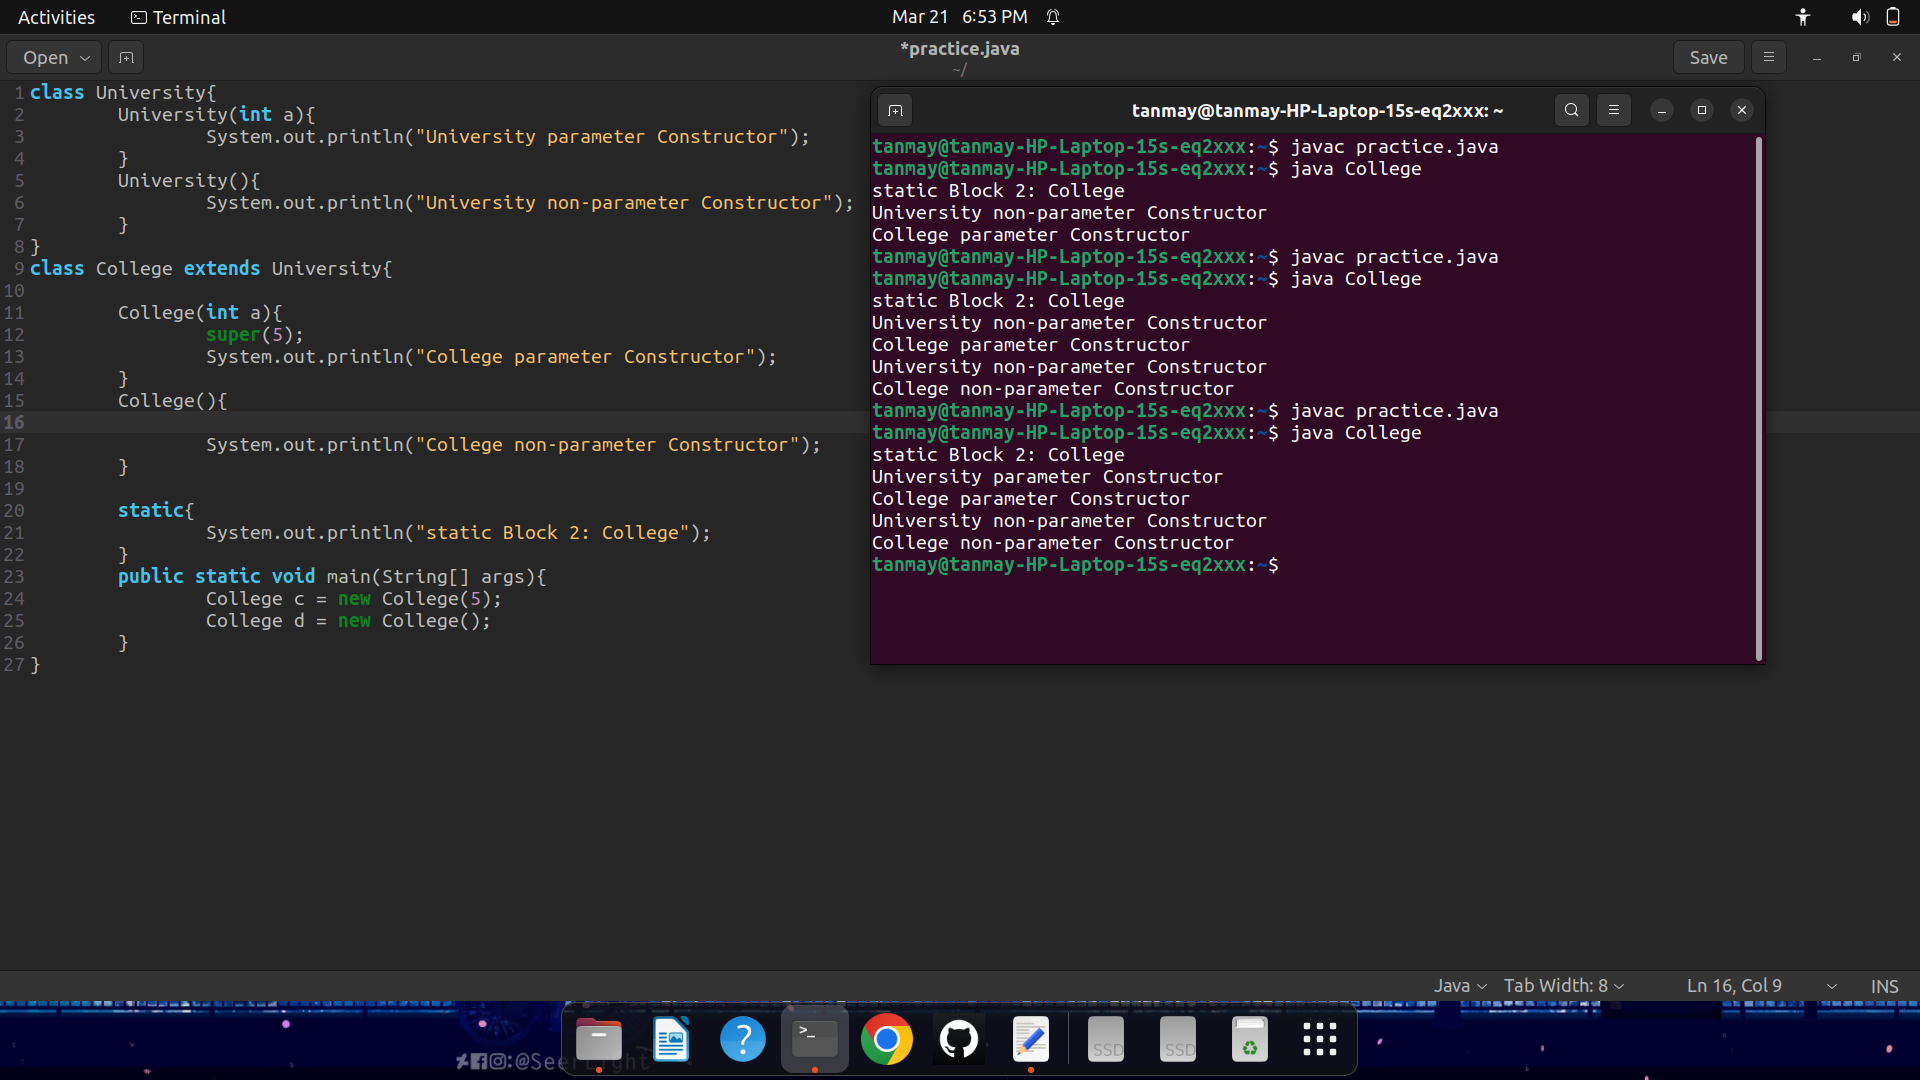 Activities Terminal Mar 21 6:53 PM
Open *practice.java Save
~/
1 class University{
2 University(int a){
3 System.out.println("University parameter Constructor");
4 }
5 University(){
6 System.out.println("University non-parameter Constructor");
7 }
8 }
9 class College extends University{
10
11 College(int a){
12 super(5);
13 System.out.println("College parameter Constructor");
14 }
15 College(){
16
17 System.out.println("College non-parameter Constructor");
18 }
19
20 static{
21 System.out.println("static Block 2: College");
22 }
23 public static void main(String[] args){
24 College c = new College(5);
25 College d = new College();
26 }
27 }
tanmay@tanmay-HP-Laptop-15s-eq2xxx: ~
tanmay@tanmay-HP-Laptop-15s-eq2xxx:~$ javac practice.java
tanmay@tanmay-HP-Laptop-15s-eq2xxx:~$ java College
static Block 2: College
University non-parameter Constructor
College parameter Constructor
tanmay@tanmay-HP-Laptop-15s-eq2xxx:~$ javac practice.java
tanmay@tanmay-HP-Laptop-15s-eq2xxx:~$ java College
static Block 2: College
University non-parameter Constructor
College parameter Constructor
University non-parameter Constructor
College non-parameter Constructor
tanmay@tanmay-HP-Laptop-15s-eq2xxx:~$ javac practice.java
tanmay@tanmay-HP-Laptop-15s-eq2xxx:~$ java College
static Block 2: College
University parameter Constructor
College parameter Constructor
University non-parameter Constructor
College non-parameter Constructor
tanmay@tanmay-HP-Laptop-15s-eq2xxx:~$
Java Tab Width: 8 Ln 16, Col 9 INS
>_ ? SSD SSD
:@SeerLight